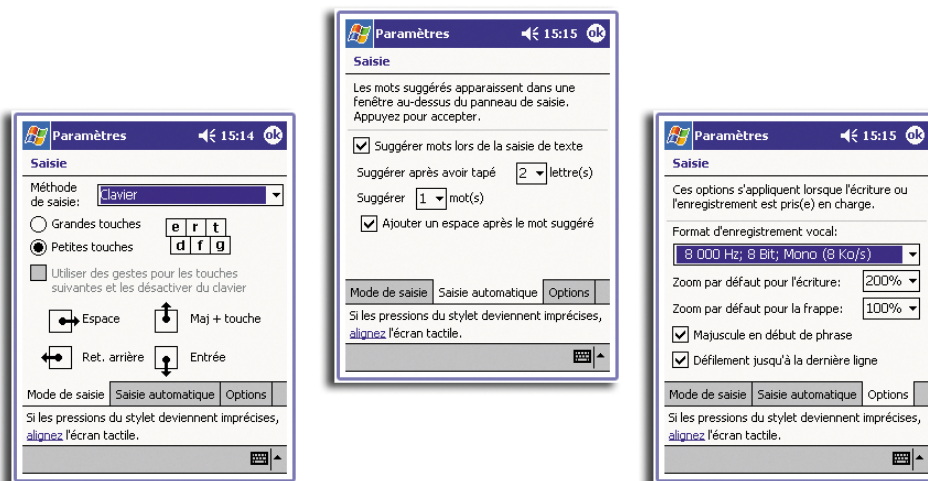 Paramètres 15:14 ok
Saisie
Méthode
de saisie: Clavier
Grandes touches
Petites touches
e r t
d f g
Utiliser des gestes pour les touches
suivantes et les désactiver du clavier
Espace Maj + touche
Ret. arrière Entrée
Mode de saisie Saisie automatique Options
Si les pressions du stylet deviennent imprécises,
alignez l'écran tactile.
Paramètres 15:15 ok
Saisie
Les mots suggérés apparaissent dans une
fenêtre au-dessus du panneau de saisie.
Appuyez pour accepter.
Suggérer mots lors de la saisie de texte
Suggérer après avoir tapé 2 lettre(s)
Suggérer 1 mot(s)
Ajouter un espace après le mot suggéré
Mode de saisie Saisie automatique Options
Si les pressions du stylet deviennent imprécises,
alignez l'écran tactile.
Paramètres 15:15 ok
Saisie
Ces options s'appliquent lorsque l'écriture ou
l'enregistrement est pris(e) en charge.
Format d'enregistrement vocal:
8 000 Hz; 8 Bit; Mono (8 Ko/s)
Zoom par défaut pour l'écriture: 200%
Zoom par défaut pour la frappe: 100%
Majuscule en début de phrase
Défilement jusqu'à la dernière ligne
Mode de saisie Saisie automatique Options
Si les pressions du stylet deviennent imprécises,
alignez l'écran tactile.